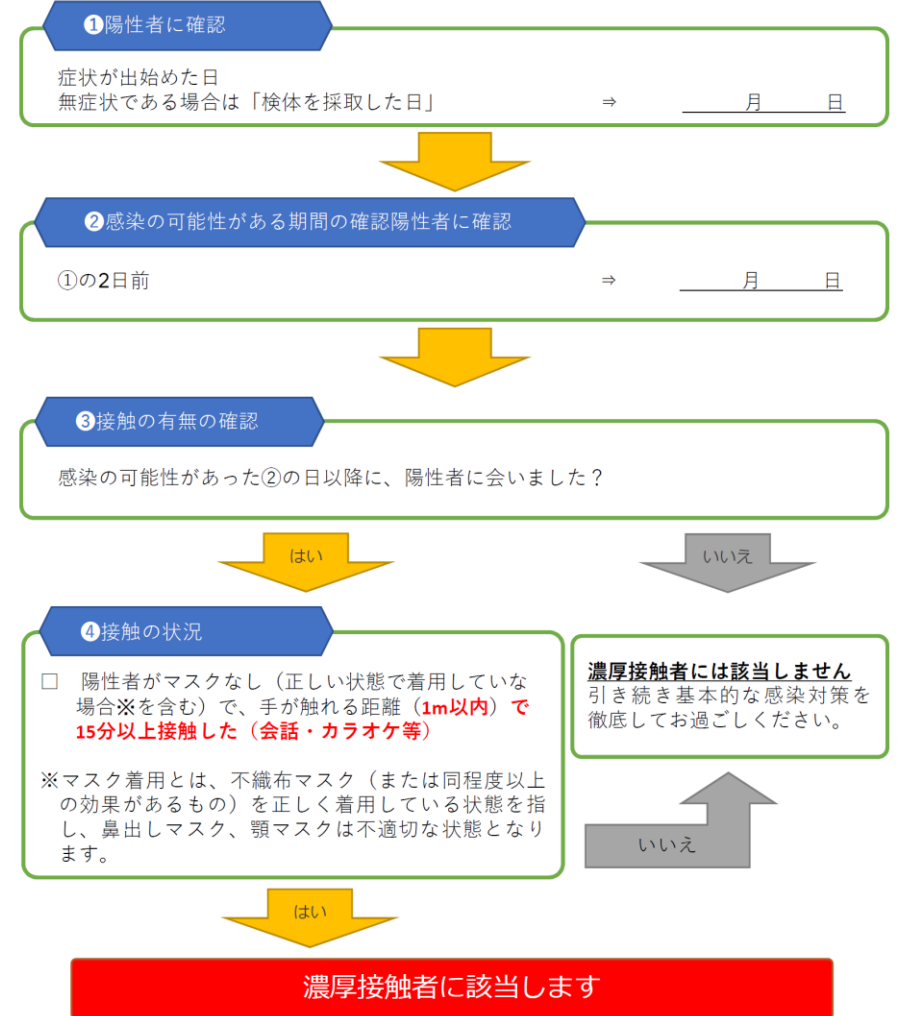 ❶陽性者に確認
症状が出始めた日
無症状である場合は「検体を採取した日」 ⇒ 月 日
❷感染の可能性がある期間の確認陽性者に確認
①の2日前 ⇒ 月 日
❸接触の有無の確認
感染の可能性があった②の日以降に、陽性者に会いました？
はい
いいえ
❹接触の状況
□ 陽性者がマスクなし（正しい状態で着用していな
場合※を含む）で、手が触れる距離（1m以内）で
15分以上接触した（会話・カラオケ等）
※マスク着用とは、不織布マスク（または同程度以上
の効果があるもの）を正しく着用している状態を指
し、鼻出しマスク、顎マスクは不適切な状態となり
ます。
濃厚接触者には該当しません
引き続き基本的な感染対策を
徹底してお過ごしください。
いいえ
はい
濃厚接触者に該当します